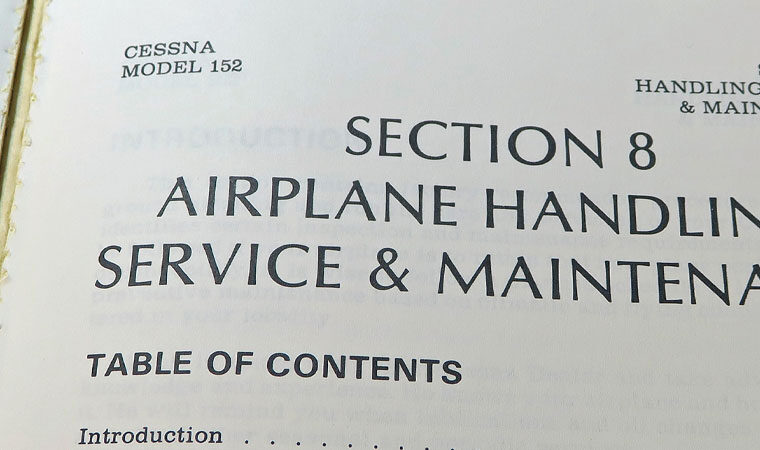 CESSNA
MODEL 152
HANDLING
& MAIN
SECTION 8
AIRPLANE HANDLIN
SERVICE & MAINTENA
TABLE OF CONTENTS
Introduction . . . . . . . . . .